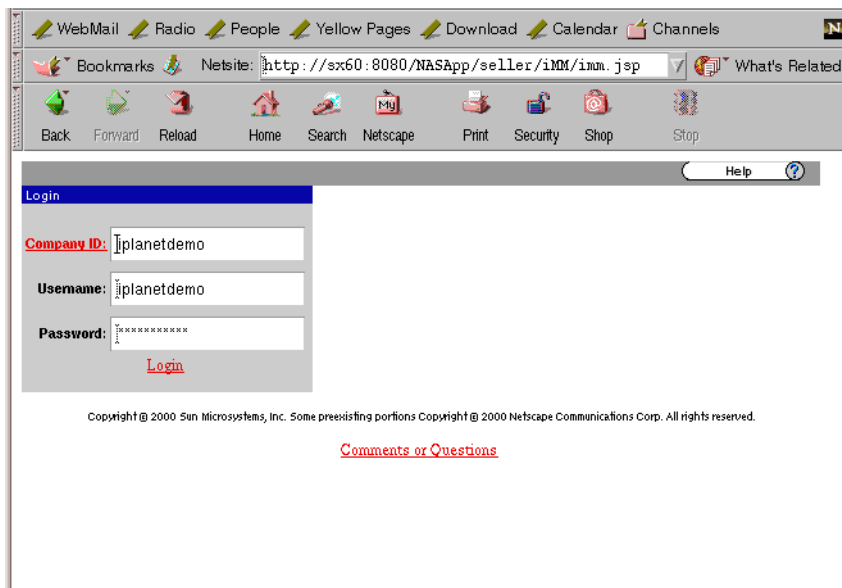 WebMail Radio People Yellow Pages Download Calendar Channels N
Bookmarks Netsite: http://sx60:8080/NASApp/seller/iMM/imm.jsp What's Related
My
Back Forward Reload Home Search Netscape Print Security Shop Stop
Help ?
Login
Company ID: iplanetdemo
Username: iplanetdemo
Password: ***********
Login
Copyright © 2000 Sun Microsystems, Inc. Some preexisting portions Copyright © 2000 Netscape Communications Corp. All rights reserved.
Comments or Questions